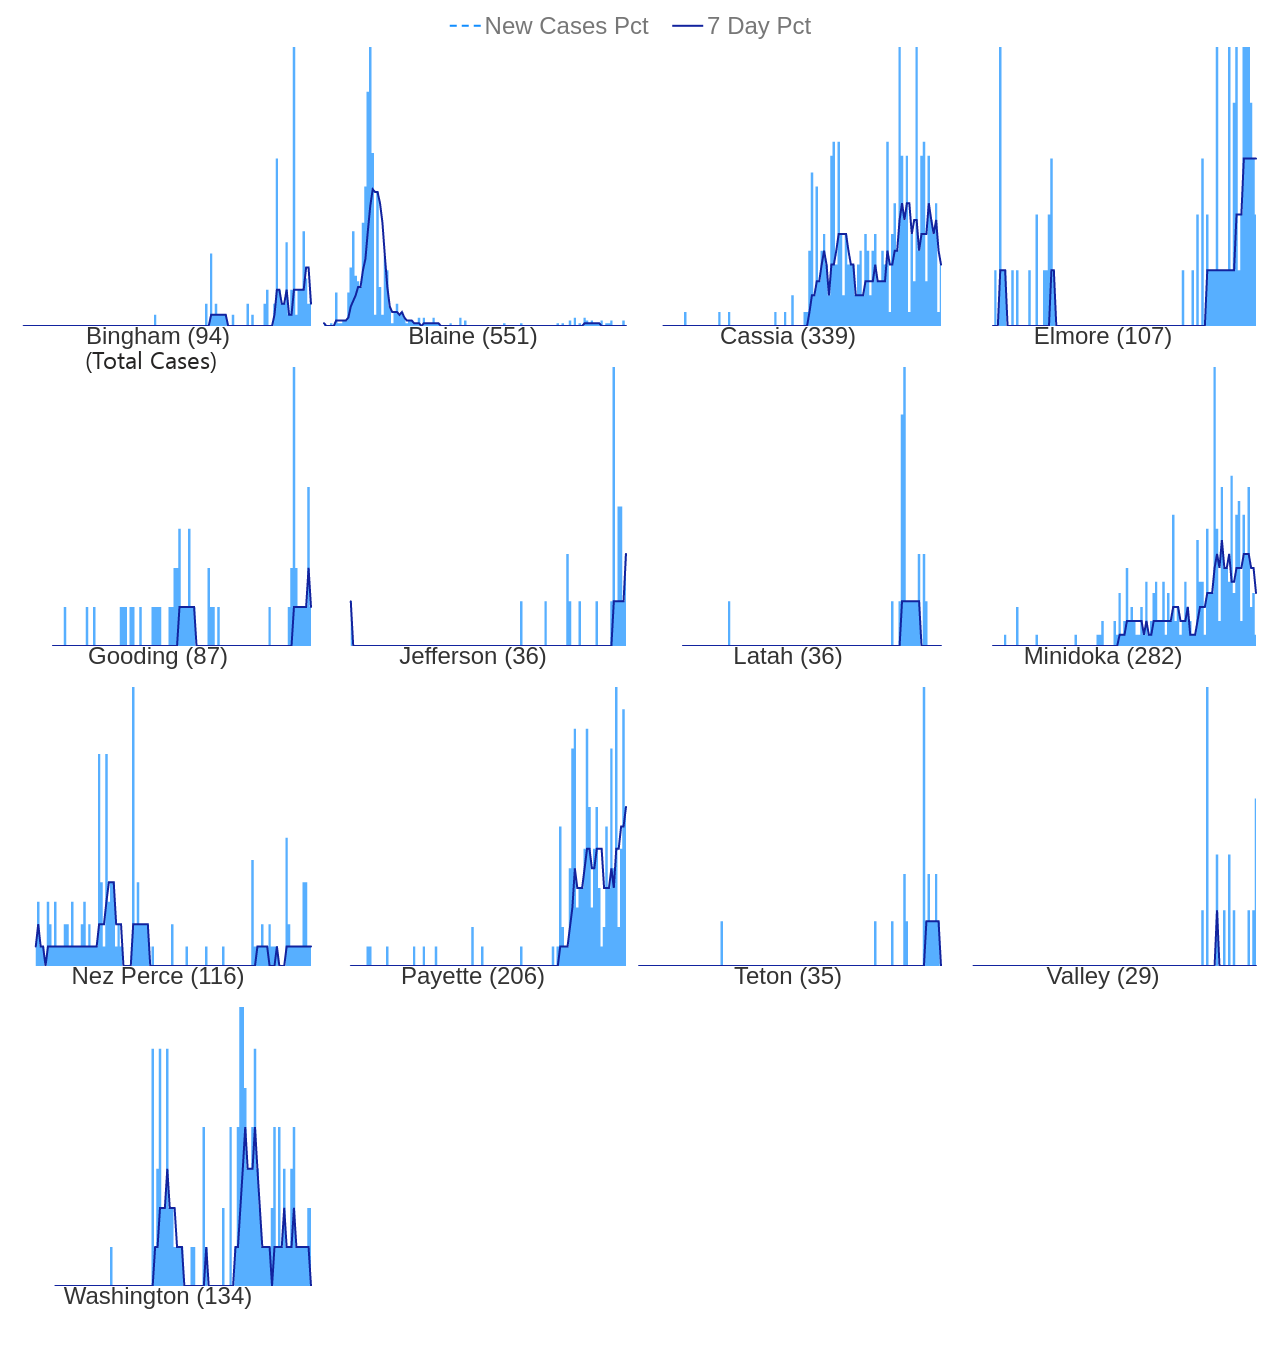 New Cases Pct 7 Day Pct
Bingham (94) Blaine (551) Cassia (339) Elmore (107)
(Total Cases)
Gooding (87) Jefferson (36) Latah (36) Minidoka (282)
Nez Perce (116) Payette (206) Teton (35) Valley (29)
Washington (134)